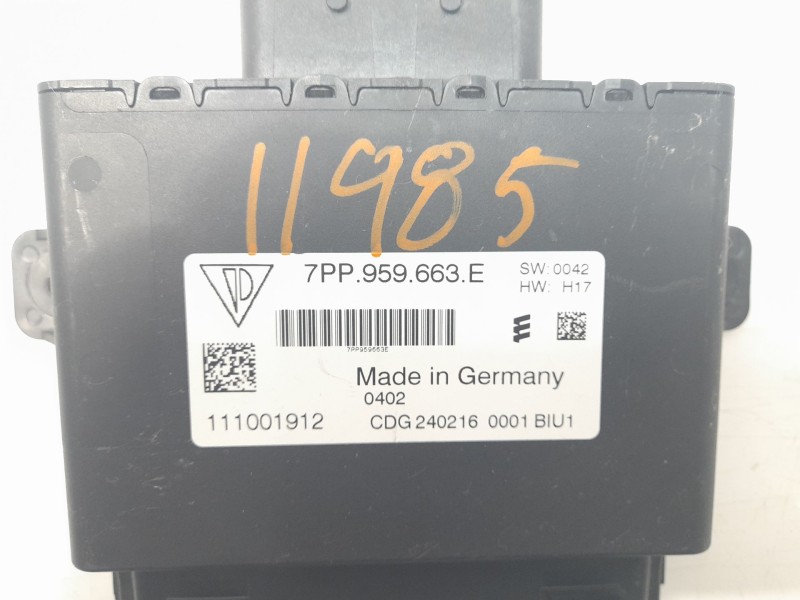 11985
7PP.959.663.E
SW: 0042
HW: H17
7PP959663E
Made in Germany
0402
111001912
CDG 240216 0001 BIU1